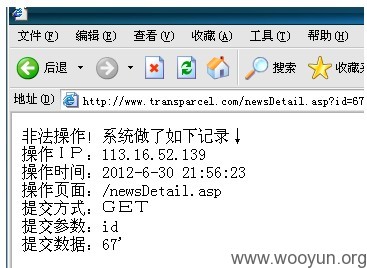 文件(F) 编辑(E) 查看(V) 收藏(A) 工具(T) 帮助(H)
后退 搜索 收藏夹
地址(D) http://www.transparcel.com/newsDetail.asp?id=67
非法操作! 系统做了如下记录↓
操作IP: 113.16.52.139
操作时间: 2012-6-30 21:56:23
操作页面: /newsDetail.asp
提交方式: GET
提交参数: id
提交数据: 67'
www.wooyun.org